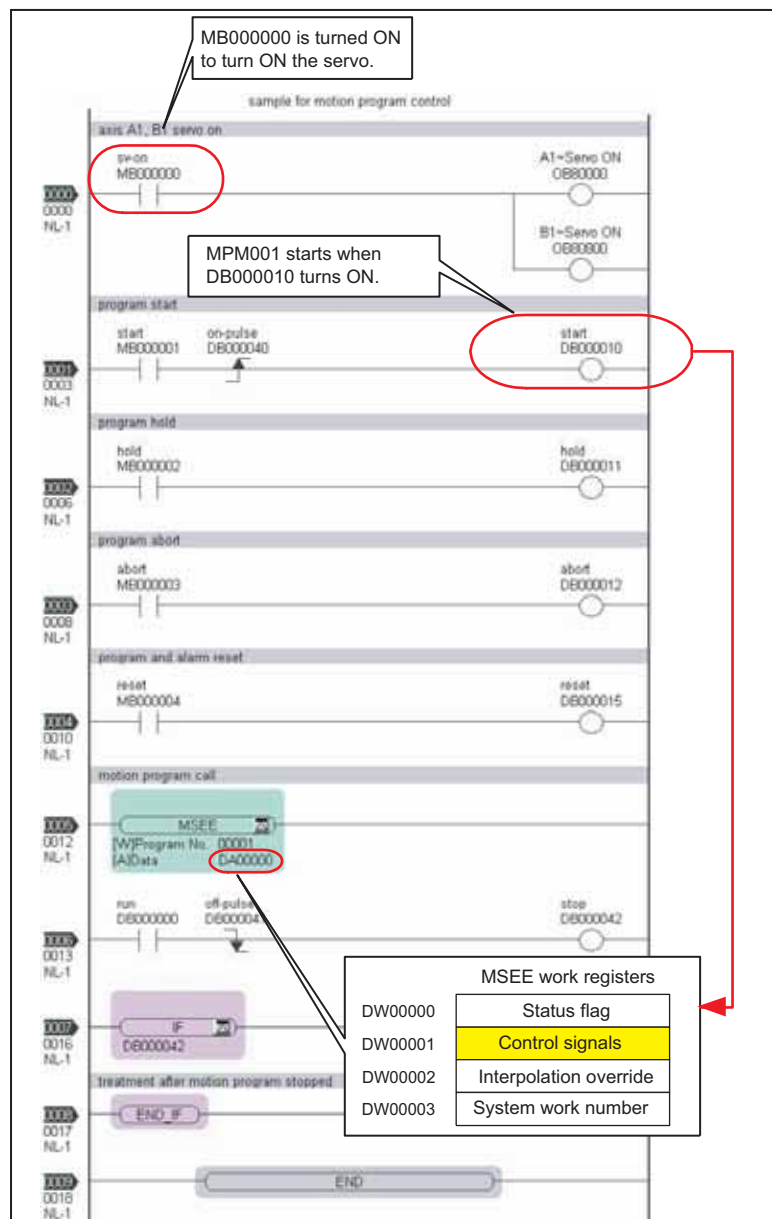 MB000000 is turned ON
to turn ON the servo.
sample for motion program control
axis A1, B1 servo on
sv-on
MB000000
A1-Servo ON
OB80000
0000
0000
NL-1
B1-Servo ON
OB80800
MPM001 starts when
DB000010 turns ON.
program start
start
MB000001
on-pulse
DB000040
start
DB000010
0001
0003
NL-1
program hold
hold
MB000002
hold
DB000011
0002
0006
NL-1
program abort
abort
MB000003
abort
DB000012
0003
0008
NL-1
program and alarm reset
reset
MB000004
reset
DB000015
0004
0010
NL-1
motion program call
0005
0012
NL-1
MSEE
[W]Program No. 00001
[A]Data DA00000
run
DB000000
off-pulse
DB000041
stop
DB000042
0006
0013
NL-1
MSEE work registers
DW00000 Status flag
DW00001 Control signals
DW00002 Interpolation override
DW00003 System work number
0007
0016
NL-1
IF
DB000042
treatment after motion program stopped
0008
0017
NL-1
END_IF
0009
0018
NL-1
END